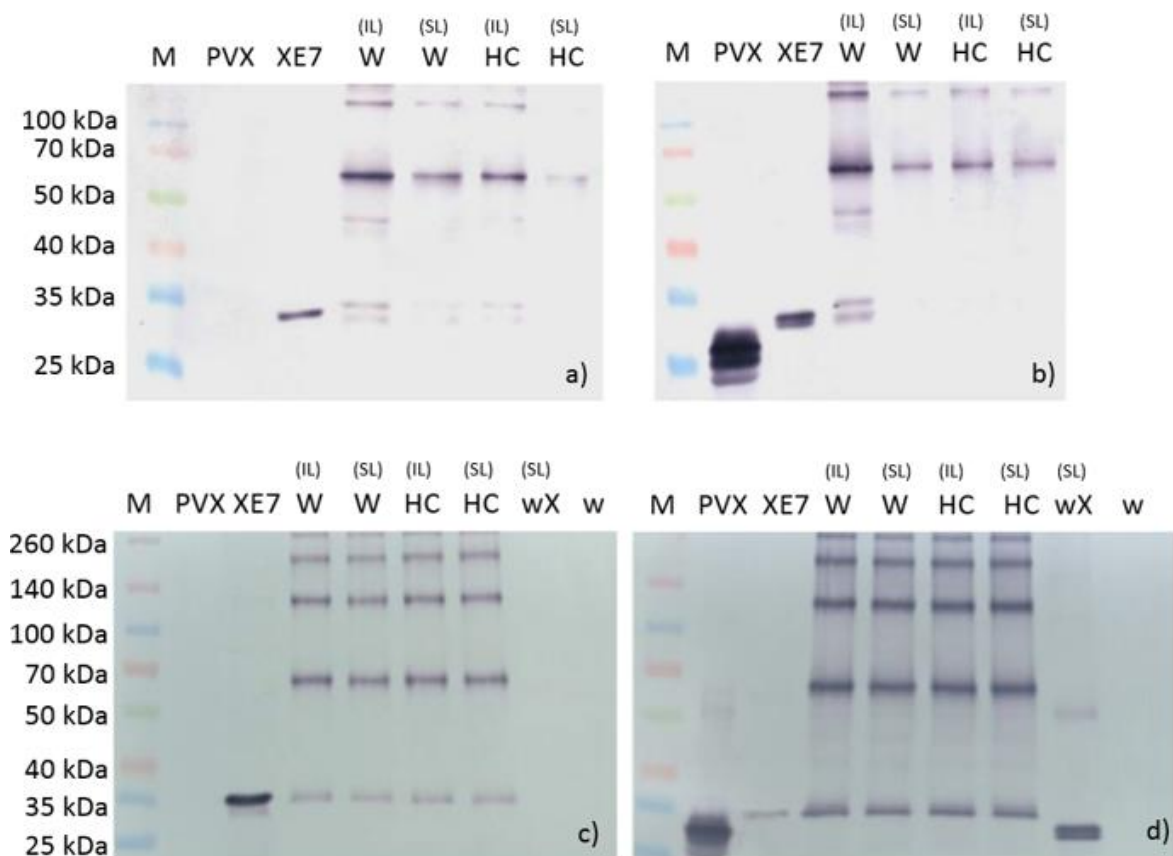 (IL) (SL) (IL) (SL)
M PVX XE7 W W HC HC
100 kDa
70 kDa
50 kDa
40 kDa
35 kDa
25 kDa
a)
(IL) (SL) (IL) (SL)
M PVX XE7 W W HC HC
b)
(IL) (SL) (IL) (SL) (SL)
M PVX XE7 W W HC HC wX w
260 kDa
140 kDa
100 kDa
70 kDa
50 kDa
40 kDa
35 kDa
25 kDa
c)
(IL) (SL) (IL) (SL) (SL)
M PVX XE7 W W HC HC wX w
d)